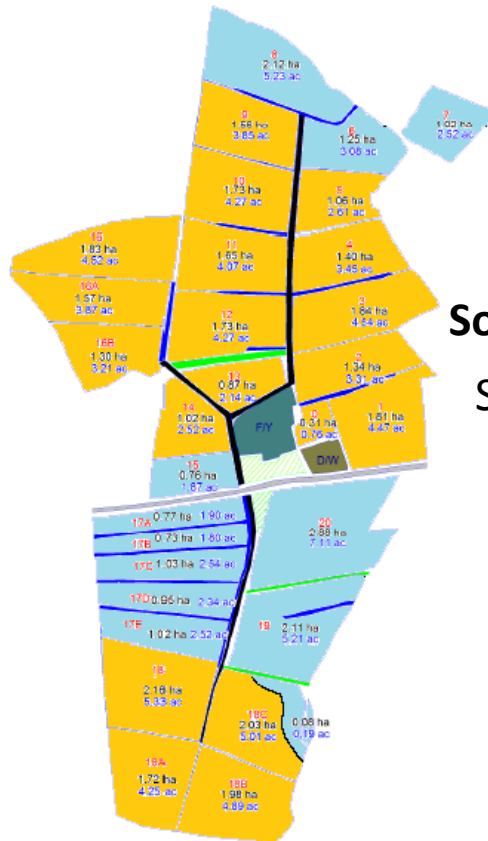 8
2.12 ha
5.23 ac
7
1.02 ha
2.52 ac
9
1.56 ha
3.85 ac
6
1.25 ha
3.08 ac
10
1.73 ha
4.27 ac
5
1.06 ha
2.61 ac
16
1.83 ha
4.52 ac
11
1.65 ha
4.07 ac
4
1.40 ha
3.45 ac
16A
1.57 ha
3.87 ac
3
1.84 ha
4.54 ac
So
12
1.73 ha
4.27 ac
16B
1.30 ha
3.21 ac
2
1.34 ha
3.31 ac
S
13
0.87 ha
2.14 ac
14
1.02 ha
2.52 ac
0
0.31 ha
0.76 ac
1
1.81 ha
4.47 ac
F/Y
D/W
15
0.76 ha
1.87 ac
17A 0.77 ha 1.90 ac
17B 0.73 ha 1.80 ac
17C 1.03 ha 2.54 ac
17D 0.95 ha 2.34 ac
17E
1.02 ha 2.52 ac
20
2.88 ha
7.11 ac
19
2.11 ha
5.21 ac
18
2.16 ha
5.33 ac
18C
2.03 ha
5.01 ac
0.08 ha
0.19 ac
18A
1.72 ha
4.25 ac
18B
1.98 ha
4.89 ac